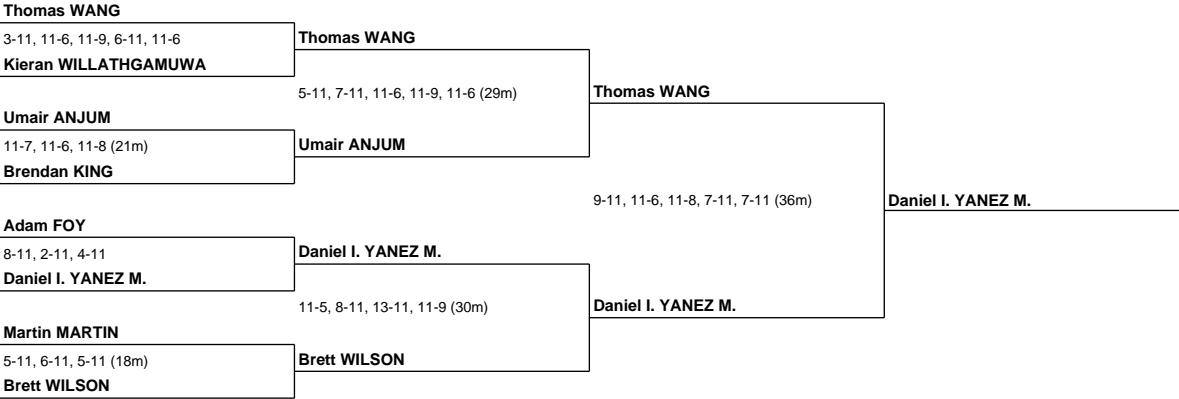 Thomas WANG
3-11, 11-6, 11-9, 6-11, 11-6
Kieran WILLATHGAMUWA
Umair ANJUM
11-7, 11-6, 11-8 (21m)
Brendan KING
Adam FOY
8-11, 2-11, 4-11
Daniel I. YANEZ M.
Martin MARTIN
5-11, 6-11, 5-11 (18m)
Brett WILSON
Thomas WANG
5-11, 7-11, 11-6, 11-9, 11-6 (29m)
Umair ANJUM
Daniel I. YANEZ M.
11-5, 8-11, 13-11, 11-9 (30m)
Brett WILSON
Thomas WANG
9-11, 11-6, 11-8, 7-11, 7-11 (36m)
Daniel I. YANEZ M.
Daniel I. YANEZ M.